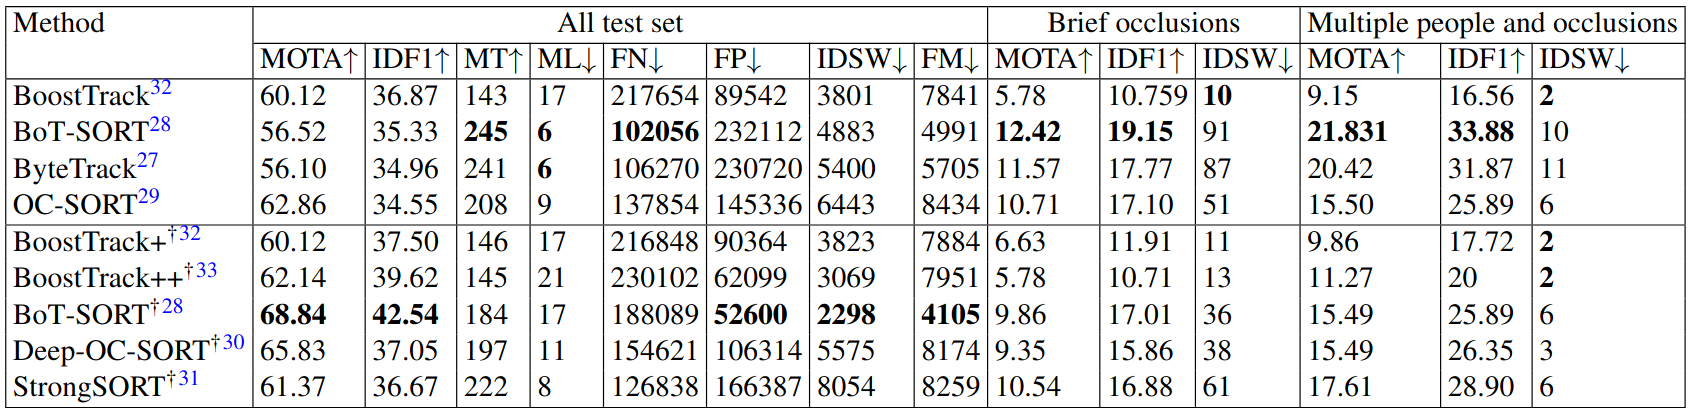 Method All test set Brief occlusions Multiple people and occlusions
MOTA↑ IDF1↑ MT↑ ML↓ FN↓ FP↓ IDSW↓ FM↓ MOTA↑ IDF1↑ IDSW↓ MOTA↑ IDF1↑ IDSW↓
BoostTrack32 60.12 36.87 143 17 217654 89542 3801 7841 5.78 10.759 10 9.15 16.56 2
BoT-SORT28 56.52 35.33 245 6 102056 232112 4883 4991 12.42 19.15 91 21.831 33.88 10
ByteTrack27 56.10 34.96 241 6 106270 230720 5400 5705 11.57 17.77 87 20.42 31.87 11
OC-SORT29 62.86 34.55 208 9 137854 145336 6443 8434 10.71 17.10 51 15.50 25.89 6
BoostTrack+†32 60.12 37.50 146 17 216848 90364 3823 7884 6.63 11.91 11 9.86 17.72 2
BoostTrack++†33 62.14 39.62 145 21 230102 62099 3069 7951 5.78 10.71 13 11.27 20 2
BoT-SORT†28 68.84 42.54 184 17 188089 52600 2298 4105 9.86 17.01 36 15.49 25.89 6
Deep-OC-SORT†30 65.83 37.05 197 11 154621 106314 5575 8174 9.35 15.86 38 15.49 26.35 3
StrongSORT†31 61.37 36.67 222 8 126838 166387 8054 8259 10.54 16.88 61 17.61 28.90 6